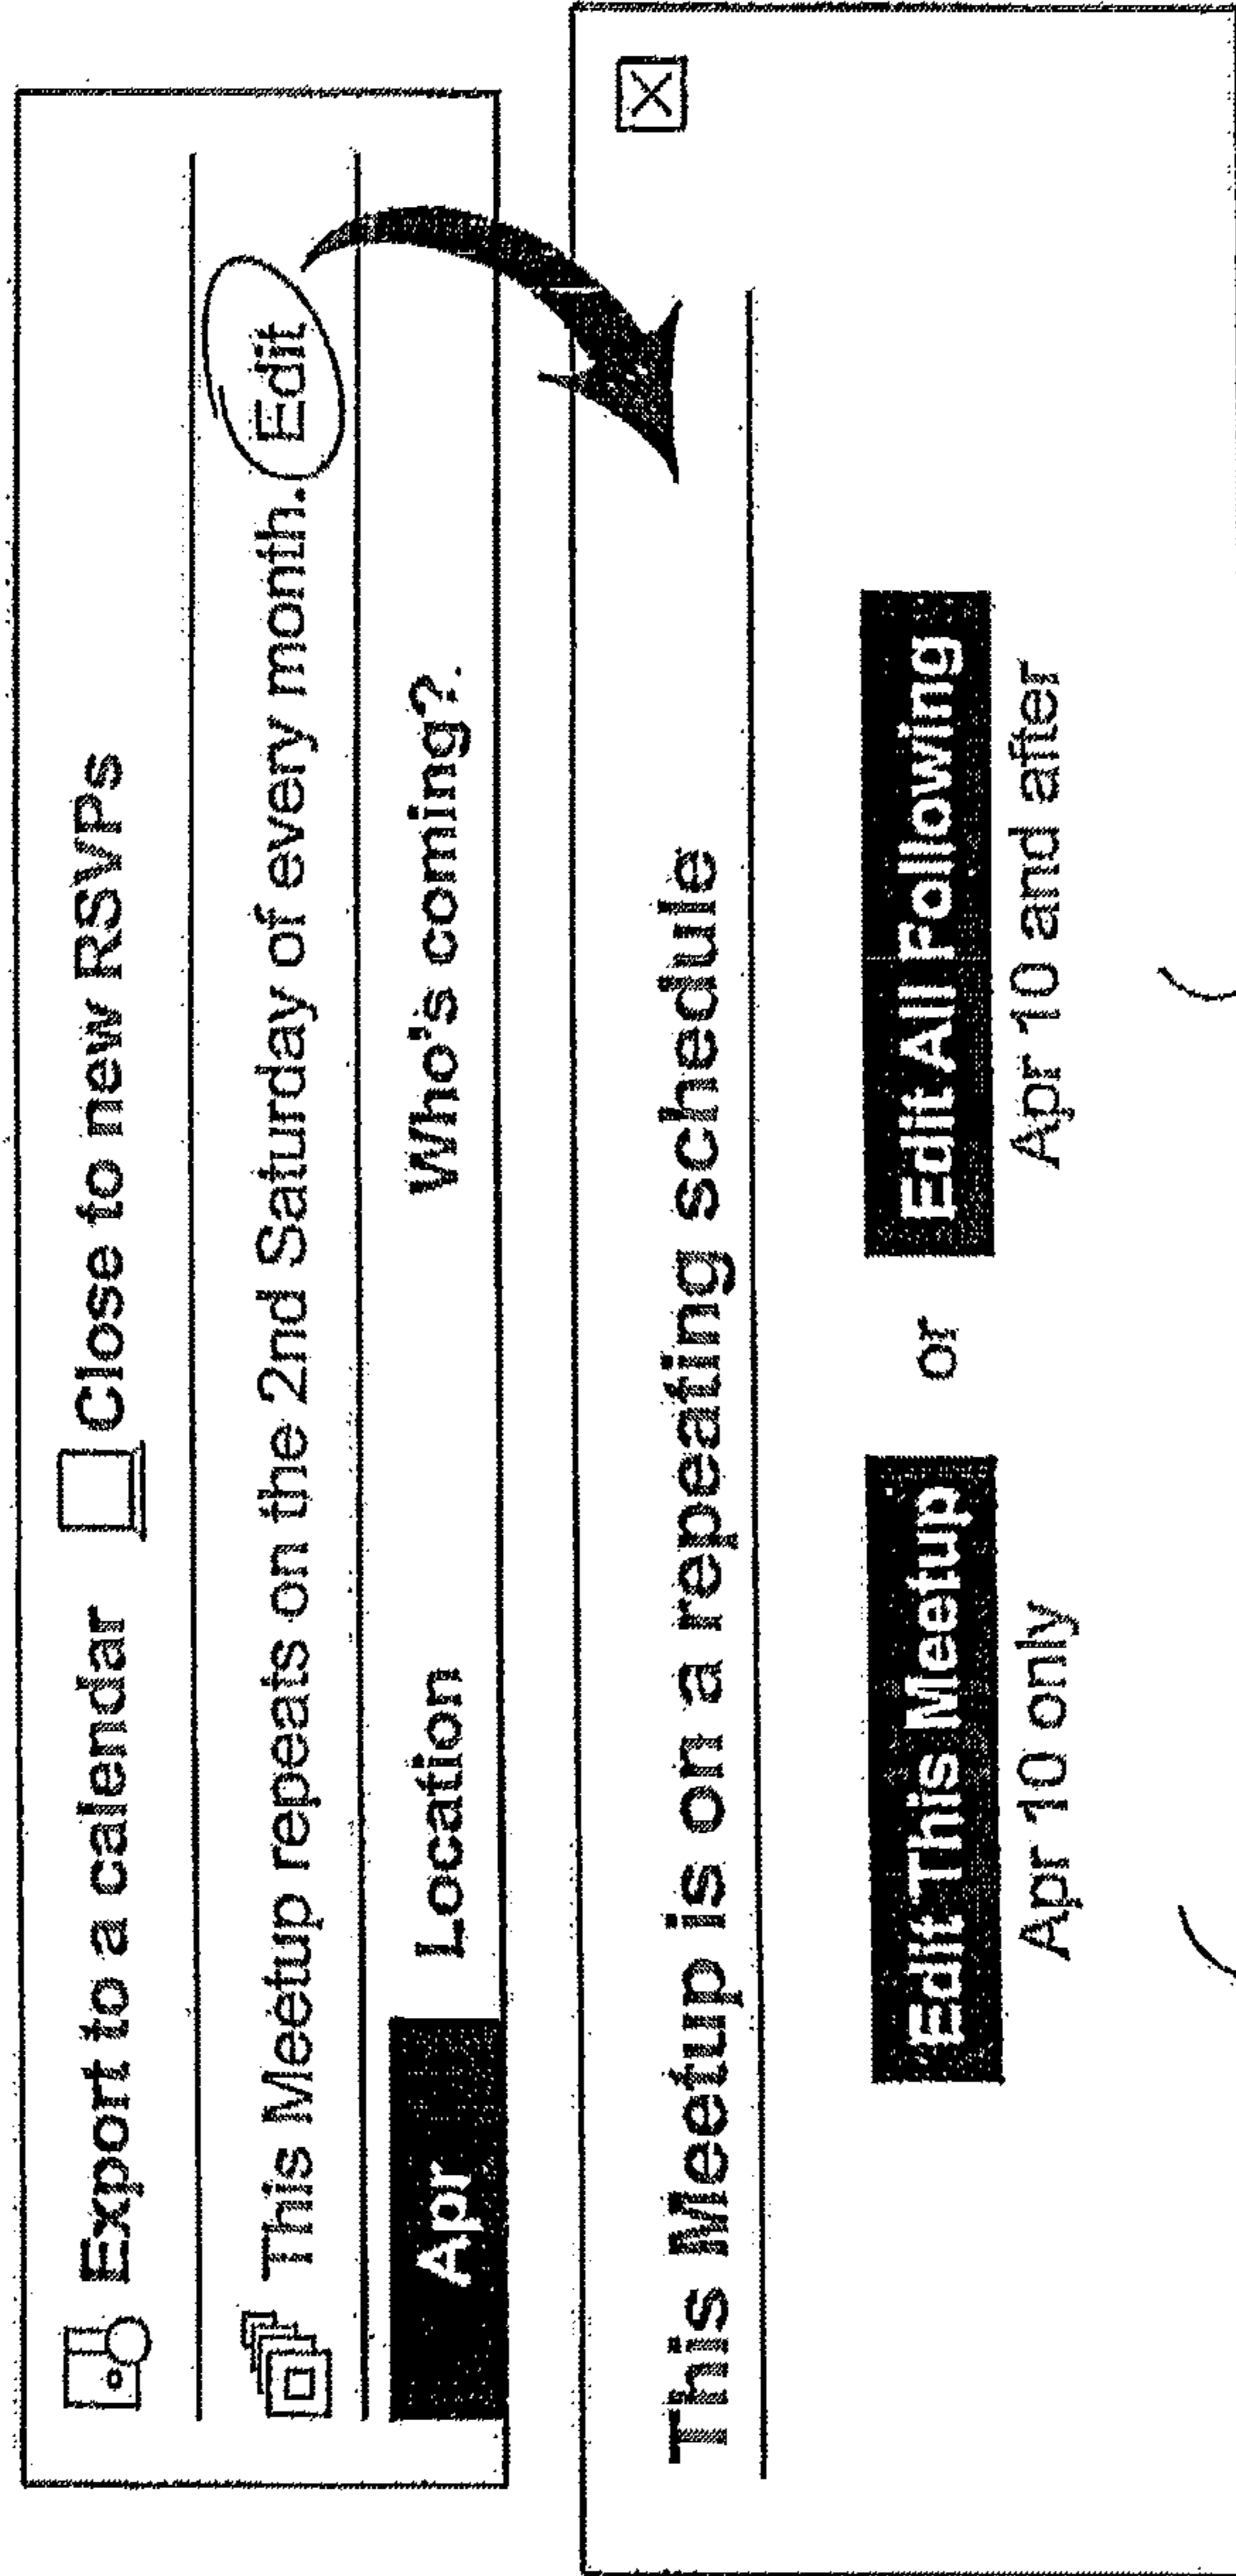 Export to a calendar Close to new RSVPs
This Meetup repeats on the 2nd Saturday of every month. Edit
Apr Location Who's coming?
This Meetup is on a repeating schedule
X
Edit This Meetup or Edit All Following
Apr 10 only Apr 10 and after